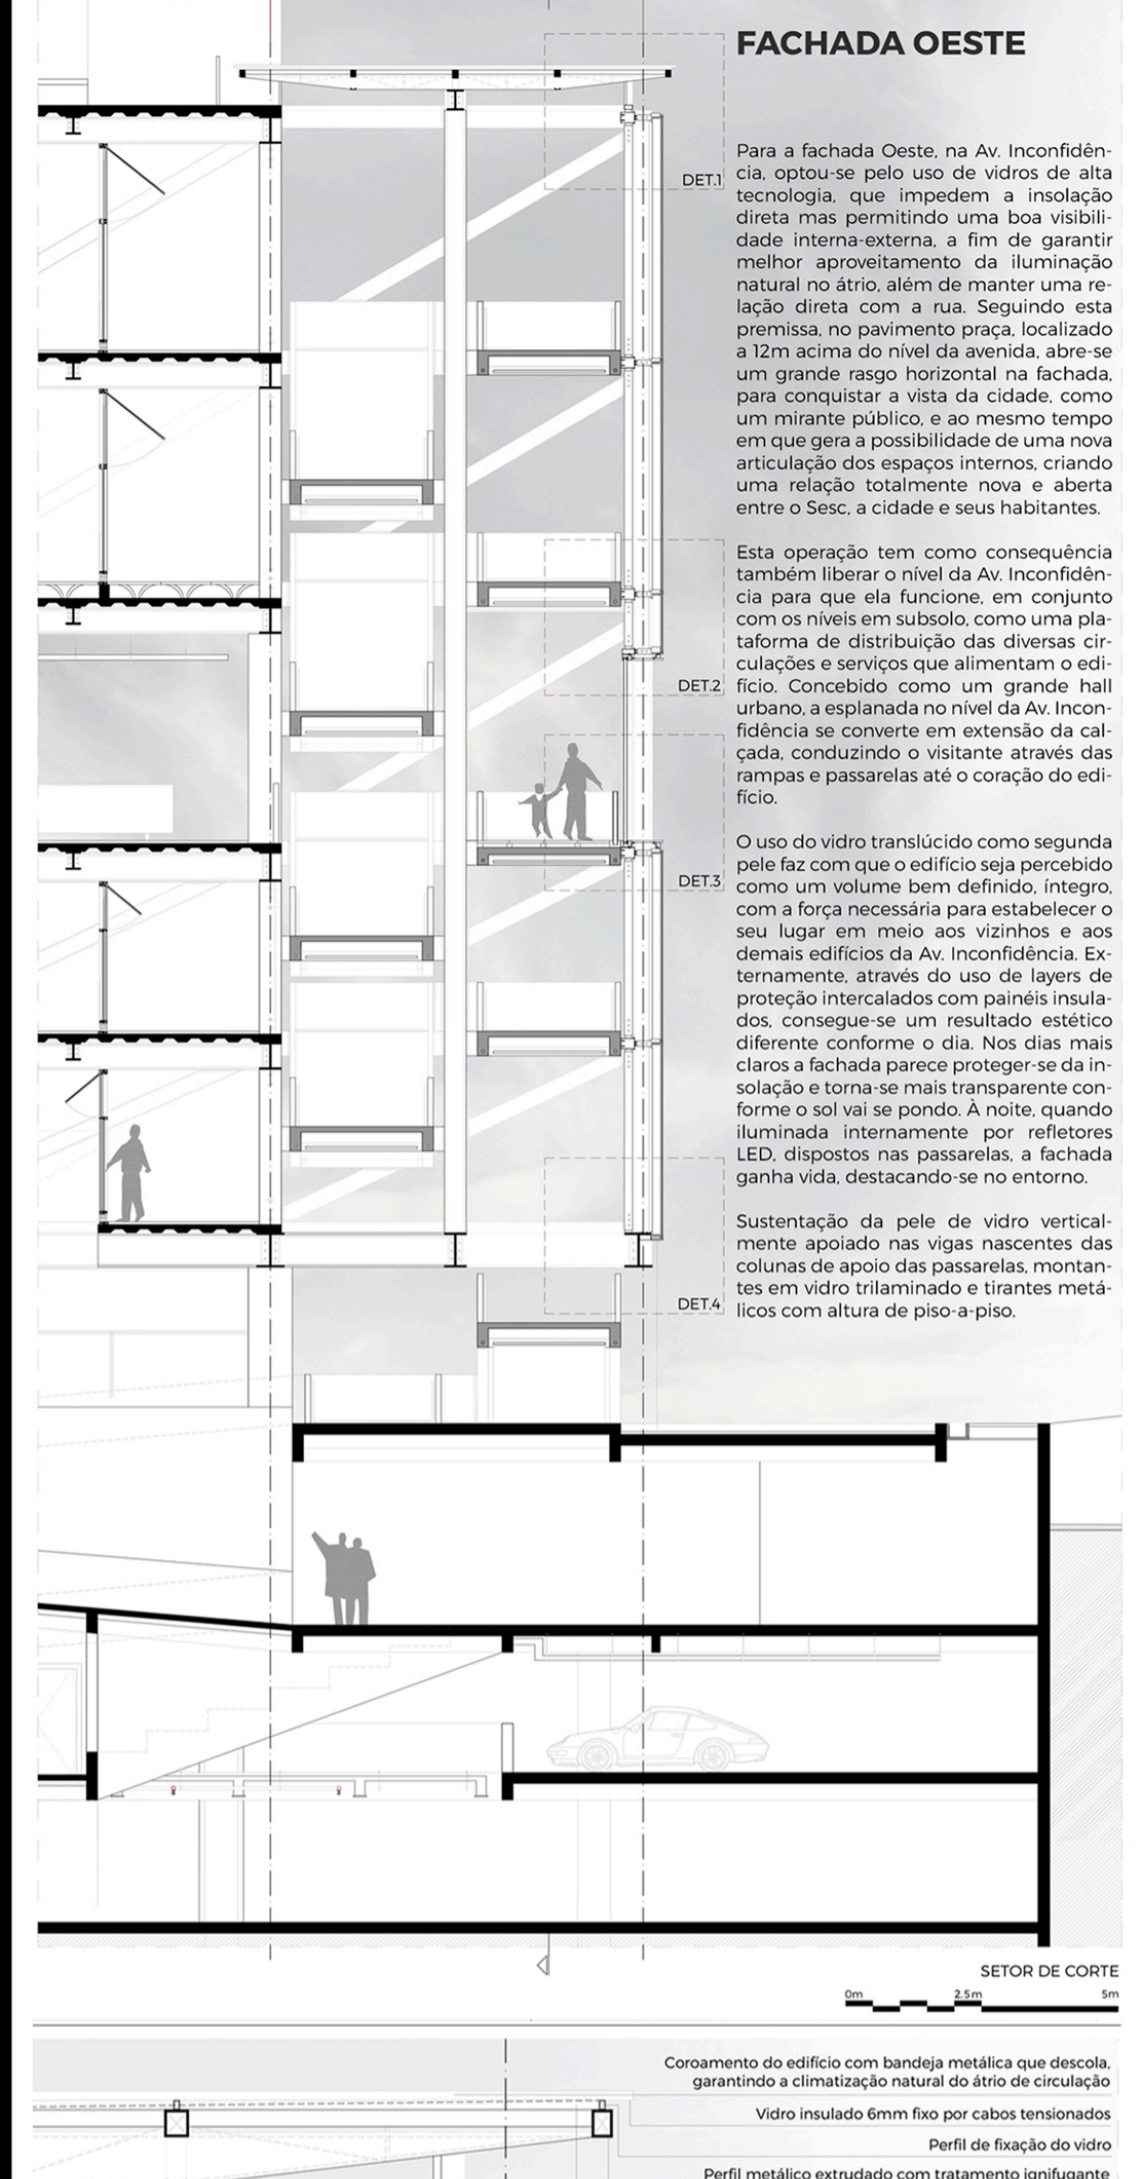 FACHADA OESTE
Para a fachada Oeste, na Av. Inconfidên-
cia, optou-se pelo uso de vidros de alta
tecnologia, que impedem a insolação
direta mas permitindo uma boa visibili-
dade interna-externa, a fim de garantir
melhor aproveitamento da iluminação
natural no átrio, além de manter uma re-
lação direta com a rua. Seguindo esta
premissa, no pavimento praça, localizado
a 12m acima do nível da avenida, abre-se
um grande rasgo horizontal na fachada,
para conquistar a vista da cidade, como
um mirante público, e ao mesmo tempo
em que gera a possibilidade de uma nova
articulação dos espaços internos, criando
uma relação totalmente nova e aberta
entre o Sesc, a cidade e seus habitantes.
Esta operação tem como consequência
também liberar o nível da Av. Inconfidên-
cia para que ela funcione, em conjunto
com os níveis em subsolo, como uma pla-
taforma de distribuição das diversas cir-
culações e serviços que alimentam o edi-
fício. Concebido como um grande hall
urbano, a esplanada no nível da Av. Incon-
fidência se converte em extensão da cal-
çada, conduzindo o visitante através das
rampas e passarelas até o coração do edi-
fício.
O uso do vidro translúcido como segunda
pele faz com que o edifício seja percebido
como um volume bem definido, íntegro,
com a força necessária para estabelecer o
seu lugar em meio aos vizinhos e aos
demais edifícios da Av. Inconfidência. Ex-
ternamente, através do uso de layers de
proteção intercalados com painéis insula-
dos, consegue-se um resultado estético
diferente conforme o dia. Nos dias mais
claros a fachada parece proteger-se da in-
solação e torna-se mais transparente con-
forme o sol vai se pondo. À noite, quando
iluminada internamente por refletores
LED, dispostos nas passarelas, a fachada
ganha vida, destacando-se no entorno.
Sustentação da pele de vidro vertical-
mente apoiado nas vigas nascentes das
colunas de apoio das passarelas, montan-
tes em vidro trilaminado e tirantes metá-
licos com altura de piso-a-piso.
DET.1
DET.2
DET.3
DET.4
SETOR DE CORTE
0m 2.5m 5m
Coroamento do edifício com bandeja metálica que descola,
garantindo a climatização natural do átrio de circulação
Vidro insulado 6mm fixo por cabos tensionados
Perfil de fixação do vidro
Perfil metálico extrudado com tratamento ignifugante